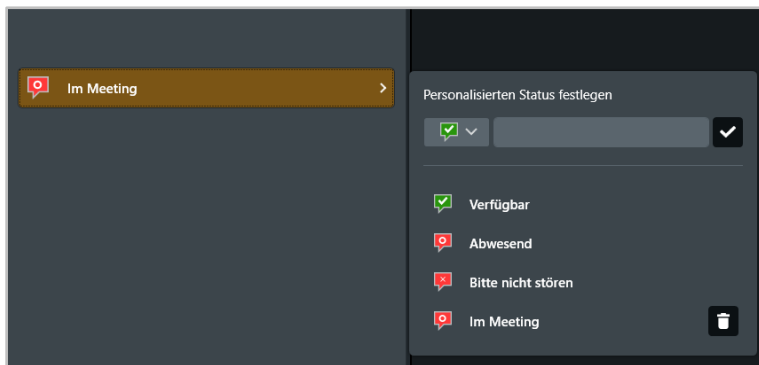 Im Meeting
Personalisierten Status festlegen
Verfügbar
Abwesend
Bitte nicht stören
Im Meeting